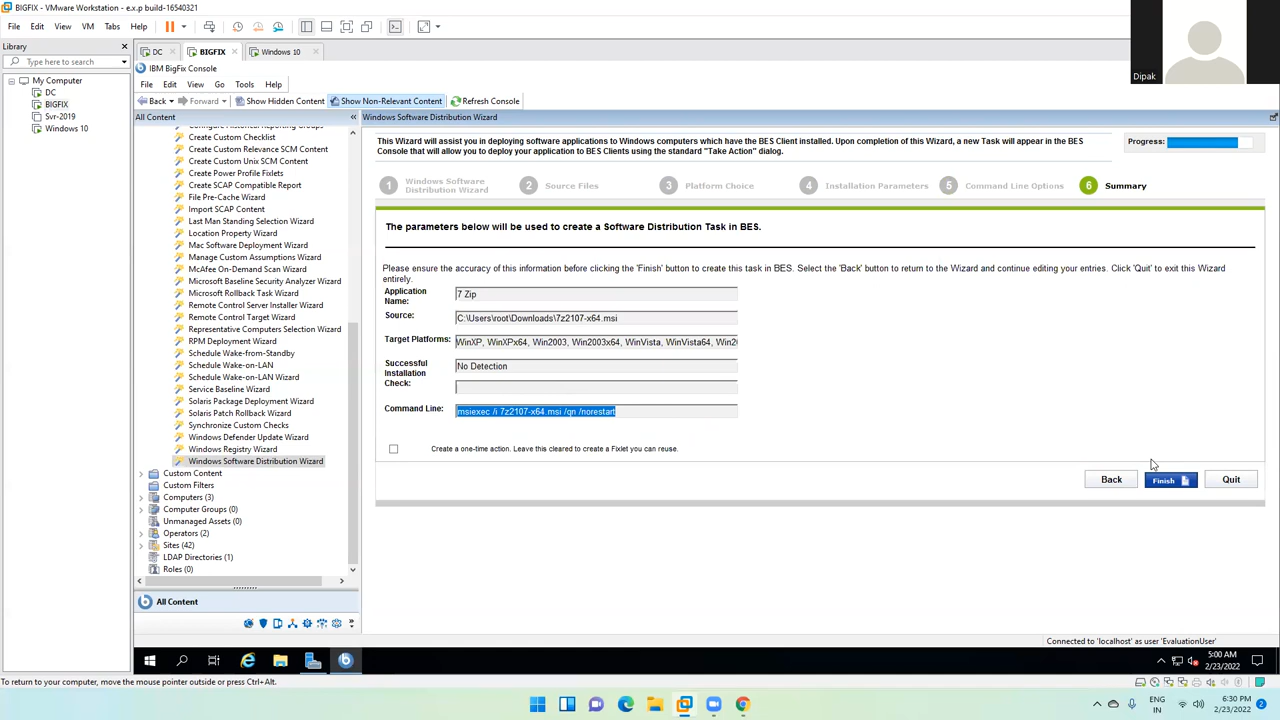 BIGFIX - VMware Workstation - e.x.p build-16540321
File Edit View VM Tabs Help
Library
Type here to search
My Computer
DC
BIGFIX
Svr-2019
Windows 10
DC BIGFIX Windows 10
Dipak
IBM BigFix Console
File Edit View Go Tools Help
Back Forward Show Hidden Content Show Non-Relevant Content Refresh Console
All Content
Create Custom Checklist
Create Custom Relevance SCM Content
Create Custom Unix SCM Content
Create Power Profile Fixlets
Create SCAP Compatible Report
File Pre-Cache Wizard
Import SCAP Content
Last Man Standing Selection Wizard
Location Property Wizard
Mac Software Deployment Wizard
Manage Custom Assumptions Wizard
McAfee On-Demand Scan Wizard
Microsoft Baseline Security Analyzer Wizard
Microsoft Rollback Task Wizard
Remote Control Server Installer Wizard
Remote Control Target Wizard
Representative Computers Selection Wizard
RPM Deployment Wizard
Schedule Wake-from-Standby
Schedule Wake-on-LAN
Schedule Wake-on-LAN Wizard
Service Baseline Wizard
Solaris Package Deployment Wizard
Solaris Patch Rollback Wizard
Synchronize Custom Checks
Windows Defender Update Wizard
Windows Registry Wizard
Windows Software Distribution Wizard
Custom Content
Custom Filters
Computers (3)
Computer Groups (0)
Unmanaged Assets (0)
Operators (2)
Sites (42)
LDAP Directories (1)
Roles (0)
All Content
Windows Software Distribution Wizard
This Wizard will assist you in deploying software applications to Windows computers which have the BES Client installed. Upon completion of this Wizard, a new Task will appear in the BES
Console that will allow you to deploy your application to BES Clients using the standard "Take Action" dialog.
Progress:
1 Windows Software Distribution Wizard 2 Source Files 3 Platform Choice 4 Installation Parameters 5 Command Line Options 6 Summary
The parameters below will be used to create a Software Distribution Task in BES.
Please ensure the accuracy of this information before clicking the 'Finish' button to create this task in BES. Select the 'Back' button to return to the Wizard and continue editing your entries. Click 'Quit' to exit this Wizard
entirely.
Application Name: 7 Zip
Source: C:\Users\root\Downloads\7z2107-x64.msi
Target Platforms: WinXP, WinXPx64, Win2003, Win2003x64, WinVista, WinVista64, Win20
Successful Installation Check: No Detection
Command Line: msiexec /i 7z2107-x64.msi /qn /norestart
Create a one-time action. Leave this cleared to create a Fixlet you can reuse.
Back Finish Quit
Connected to 'localhost' as user 'EvaluationUser'
5:00 AM
2/23/2022
To return to your computer, move the mouse pointer outside or press Ctrl+Alt.
ENG
IN
6:30 PM
2/23/2022
2